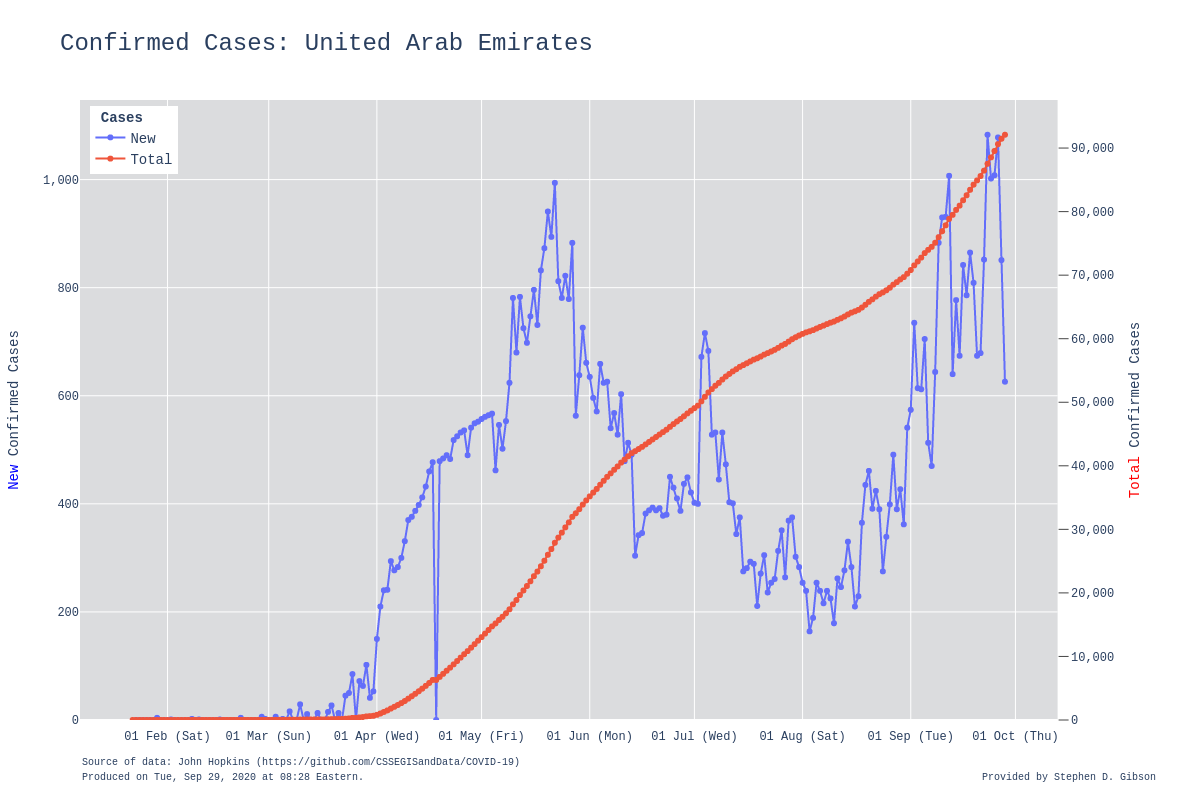 Confirmed Cases: United Arab Emirates
Cases
New
Total
1,000
800
600
400
200
0
New Confirmed Cases
90,000
80,000
70,000
60,000
50,000
40,000
30,000
20,000
10,000
0
Total Confirmed Cases
01 Feb (Sat) 01 Mar (Sun) 01 Apr (Wed) 01 May (Fri) 01 Jun (Mon) 01 Jul (Wed) 01 Aug (Sat) 01 Sep (Tue) 01 Oct (Thu)
Source of data: John Hopkins (https://github.com/CSSEGISandData/COVID-19)
Produced on Tue, Sep 29, 2020 at 08:28 Eastern.
Provided by Stephen D. Gibson